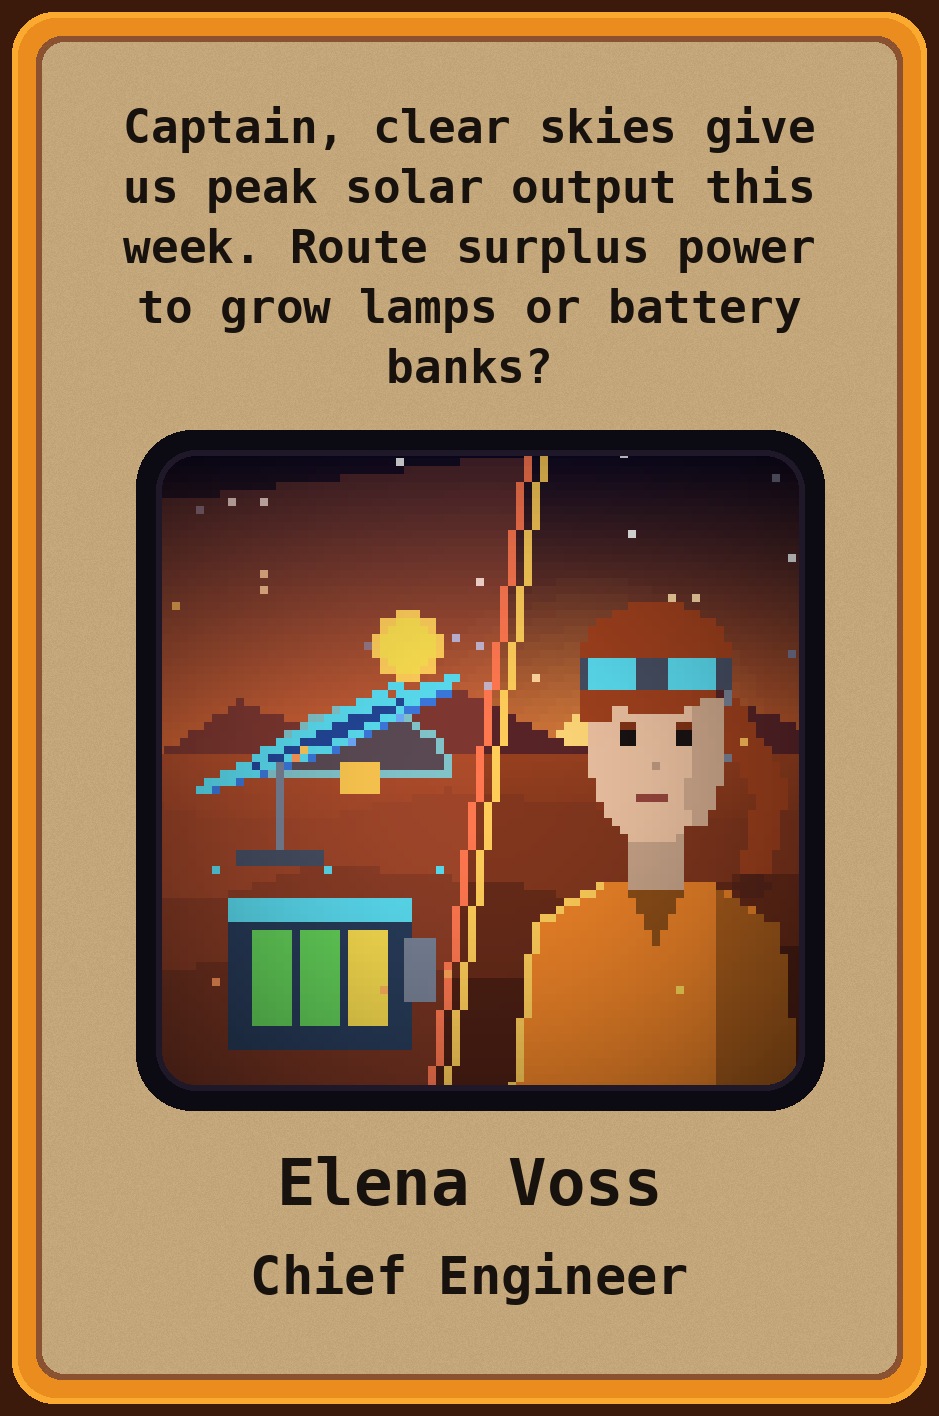 Captain, clear skies give
us peak solar output this
week. Route surplus power
to grow lamps or battery
banks?
Elena Voss
Chief Engineer